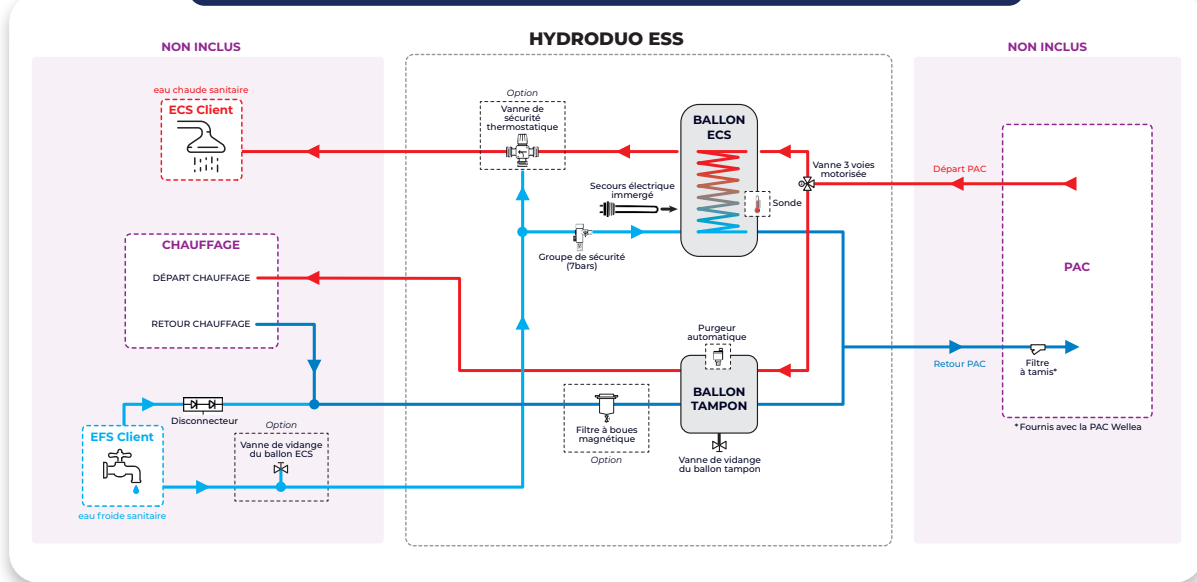 NON INCLUS
HYDRODUO ESS
NON INCLUS
eau chaude sanitaire
ECS Client
Option
Vanne de
sécurité
thermostatique
BALLON
ECS
Vanne 3 voies
motorisée
Départ PAC
Secours électrique
immergé
Sonde
CHAUFFAGE
DÉPART CHAUFFAGE
RETOUR CHAUFFAGE
Groupe de sécurité
(7bars)
PAC
Purgeur
automatique
Retour PAC
Filtre
à tamis*
BALLON
TAMPON
Disconnecteur
EFS Client
Option
Vanne de vidange
du ballon ECS
Filtre à boues
magnétique
Option
Vanne de vidange
du ballon tampon
*Fournis avec la PAC Wellea
eau froide sanitaire